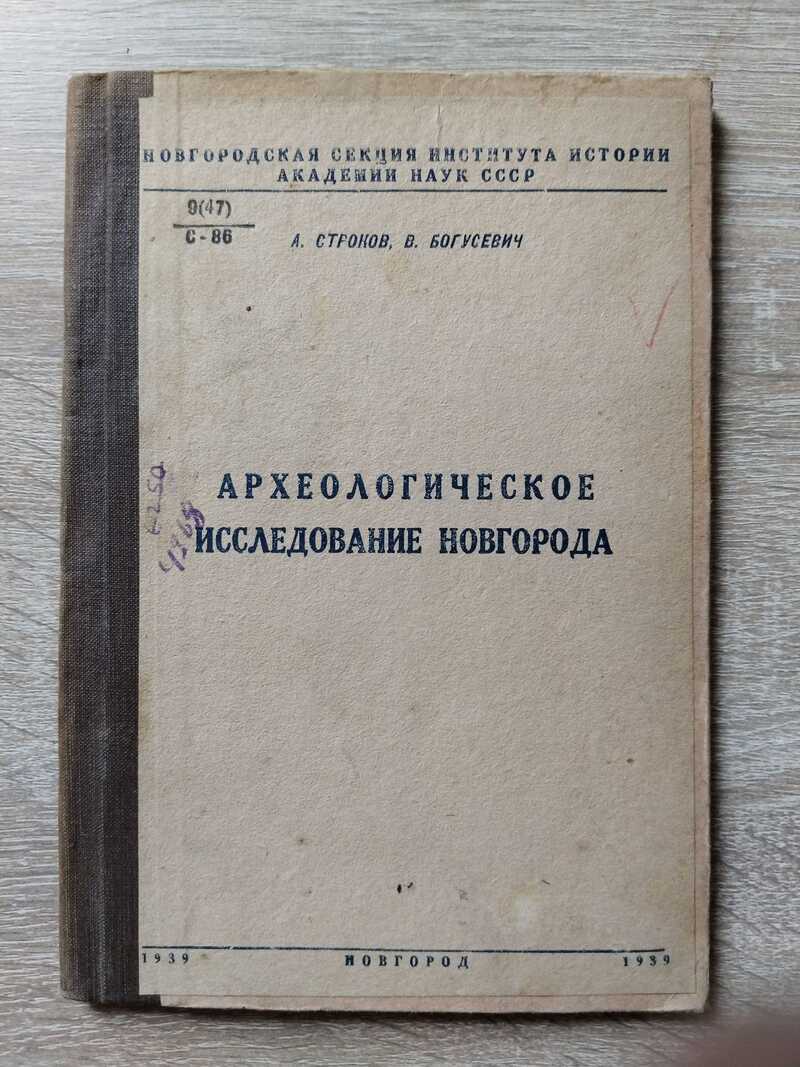 НОВГОРОДСКАЯ СЕКЦИЯ ИНСТИТУТА ИСТОРИИ
АКАДЕМИИ НАУК СССР
9(47)
С-86
А. СТРОКОВ, В. БОГУСЕВИЧ
АРХЕОЛОГИЧЕСКОЕ
ИССЛЕДОВАНИЕ НОВГОРОДА
1939 НОВГОРОД 1939